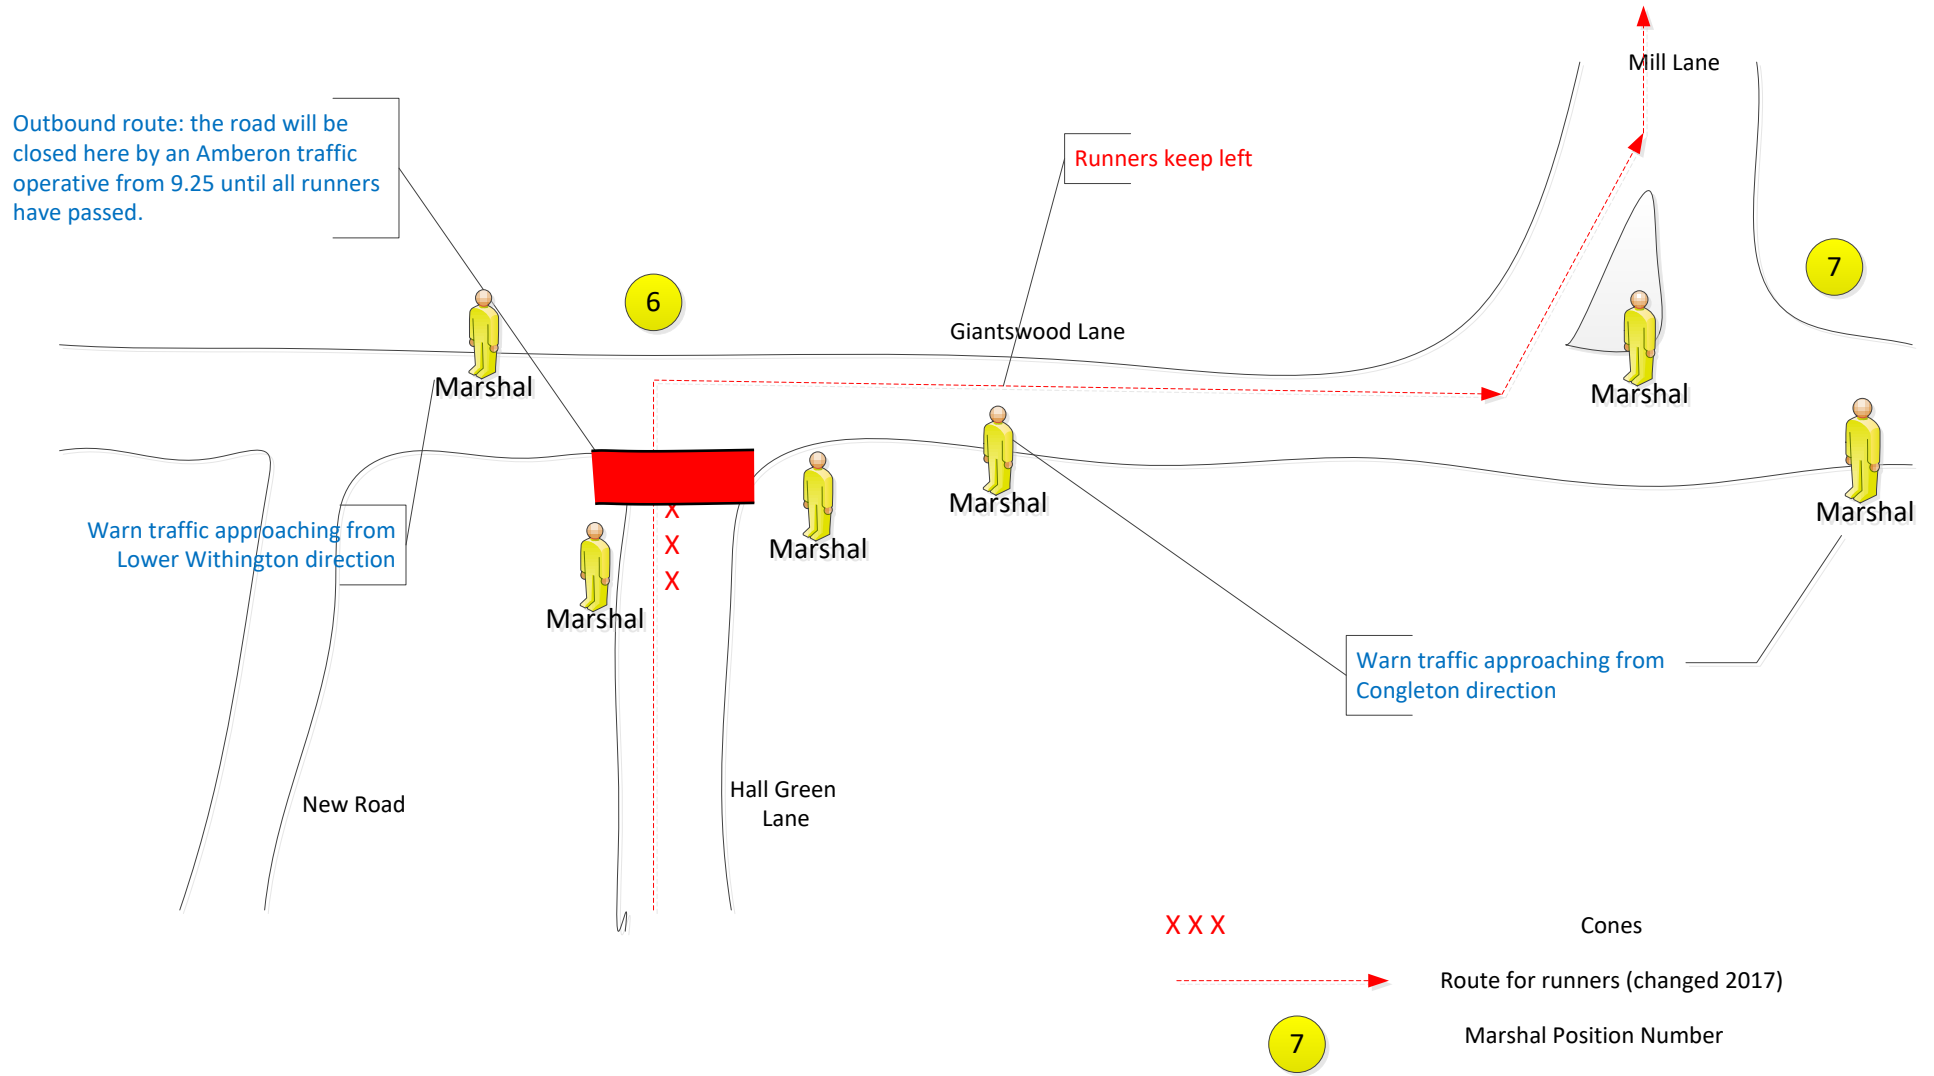 Mill Lane
Outbound route: the road will be
closed here by an Amberon traffic
operative from 9.25 until all runners
have passed.
Runners keep left
7
6
Giantswood Lane
Marshal
Marshal
Marshal
Marshal
Marshal
Marshal
X
X
X
Warn traffic approaching from
Lower Withington direction
Warn traffic approaching from
Congleton direction
New Road
Hall Green
Lane
X X X
Cones
Route for runners (changed 2017)
7
Marshal Position Number